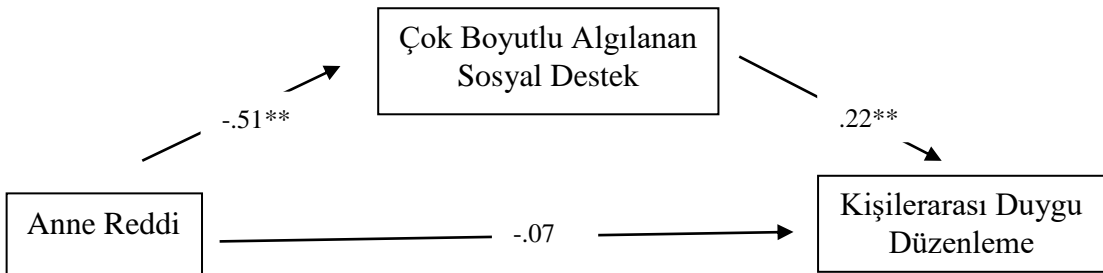 Çok Boyutlu Algılanan
Sosyal Destek
-.51**
.22**
Anne Reddi
-.07
Kişilerarası Duygu
Düzenleme